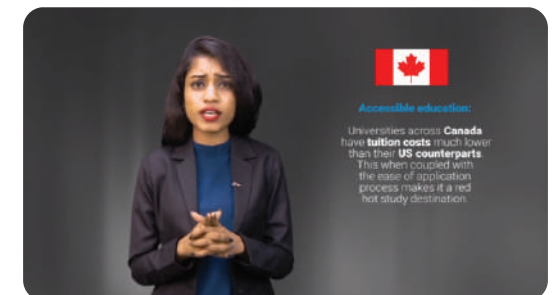 Accessible education:
Universities across Canada
have tuition costs much lower
than their US counterparts.
This when coupled with
the ease of application
process makes it a red
hot study destination.